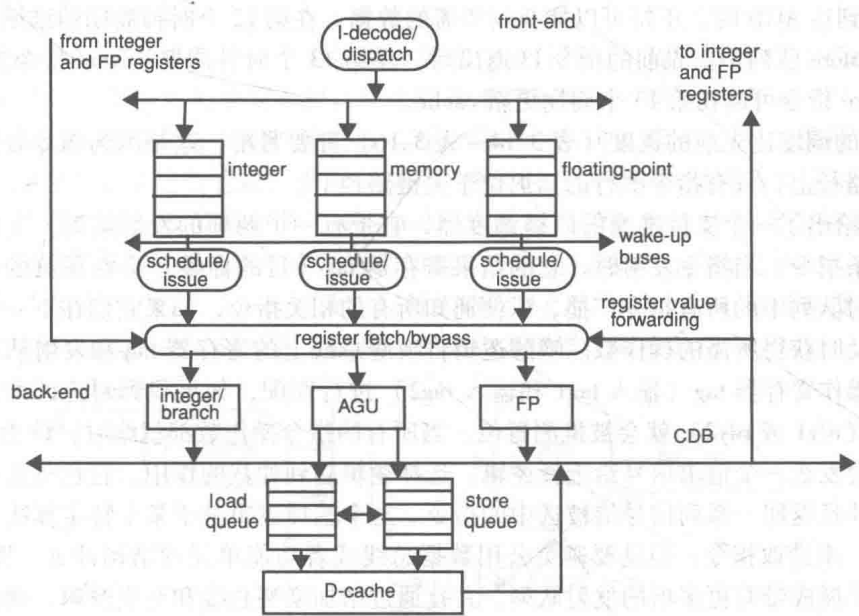 I-decode/
dispatch
front-end
from integer
and FP registers
to integer
and FP
registers
integer
memory
floating-point
wake-up
buses
schedule/
issue
schedule/
issue
schedule/
issue
register value
forwarding
register fetch/bypass
back-end
integer/
branch
AGU
FP
CDB
load
queue
store
queue
D-cache